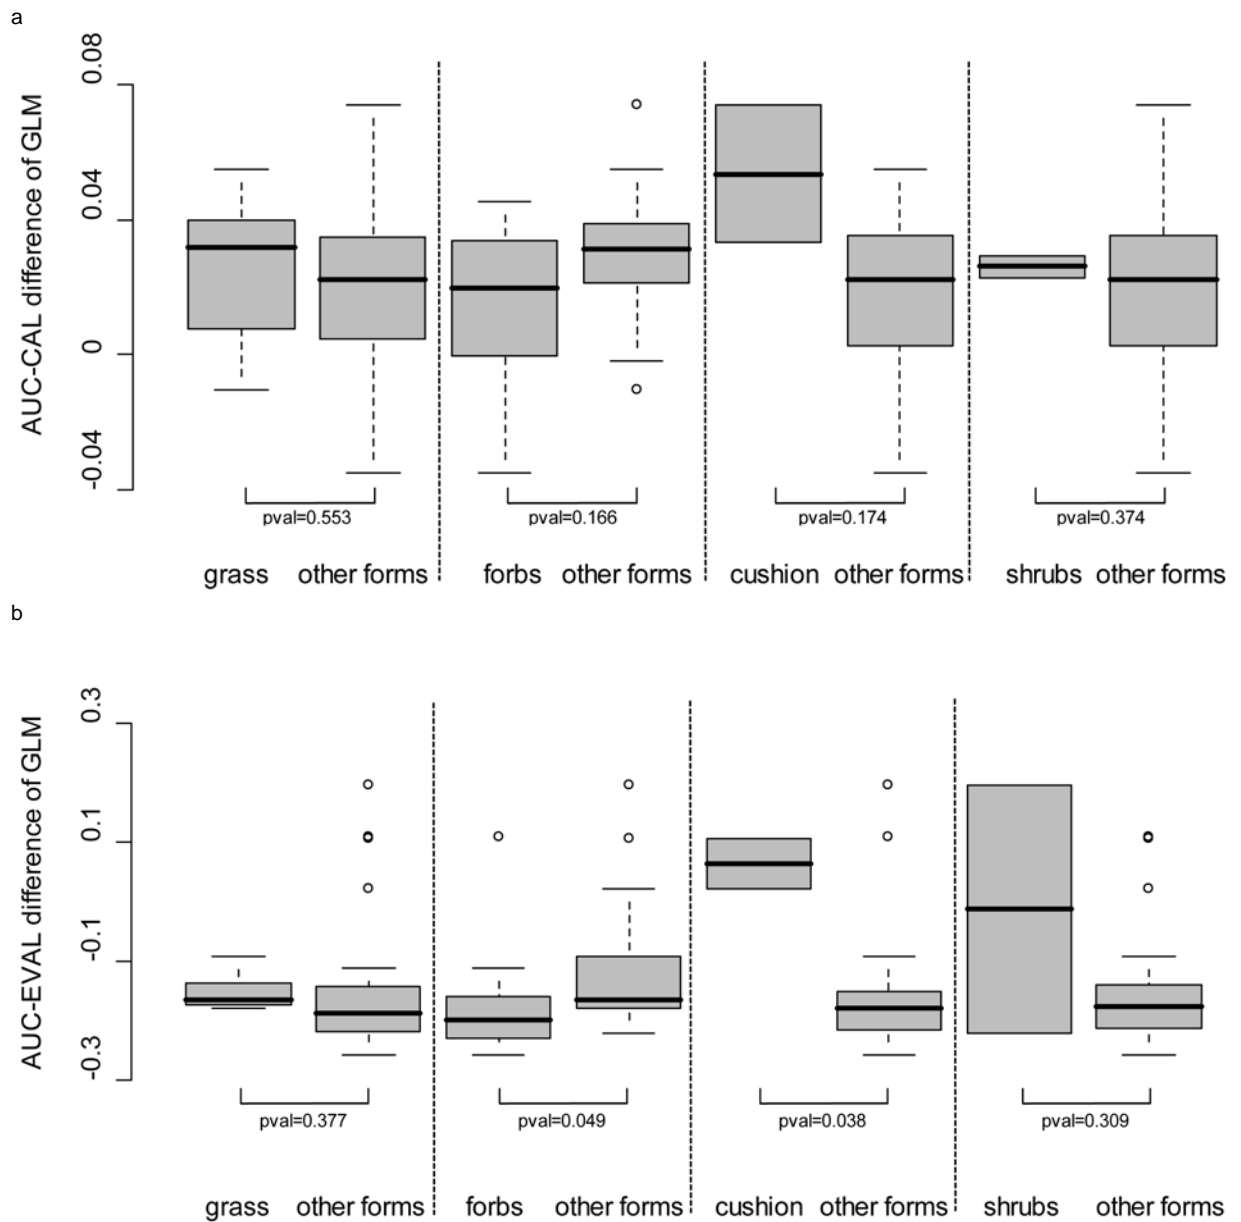 a
AUC-CAL difference of GLM
0.08
0.04
0
-0.04
pval=0.553
pval=0.166
pval=0.174
pval=0.374
grass other forms forbs other forms cushion other forms shrubs other forms
b
AUC-EVAL difference of GLM
0.3
0.1
-0.1
-0.3
pval=0.377
pval=0.049
pval=0.038
pval=0.309
grass other forms forbs other forms cushion other forms shrubs other forms